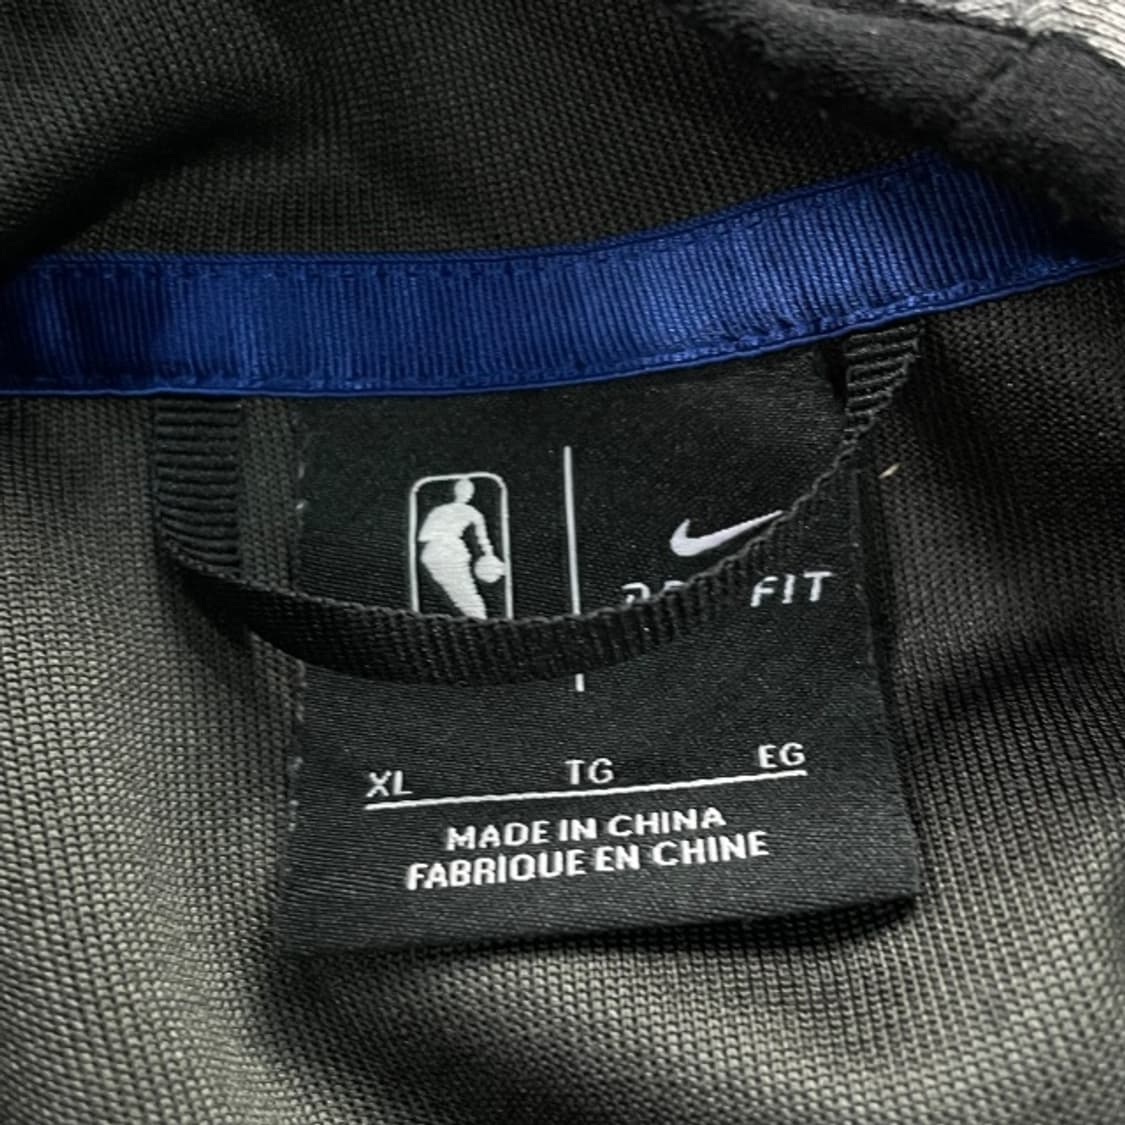 FIT
XL TG EG
MADE IN CHINA
FABRIQUE EN CHINE